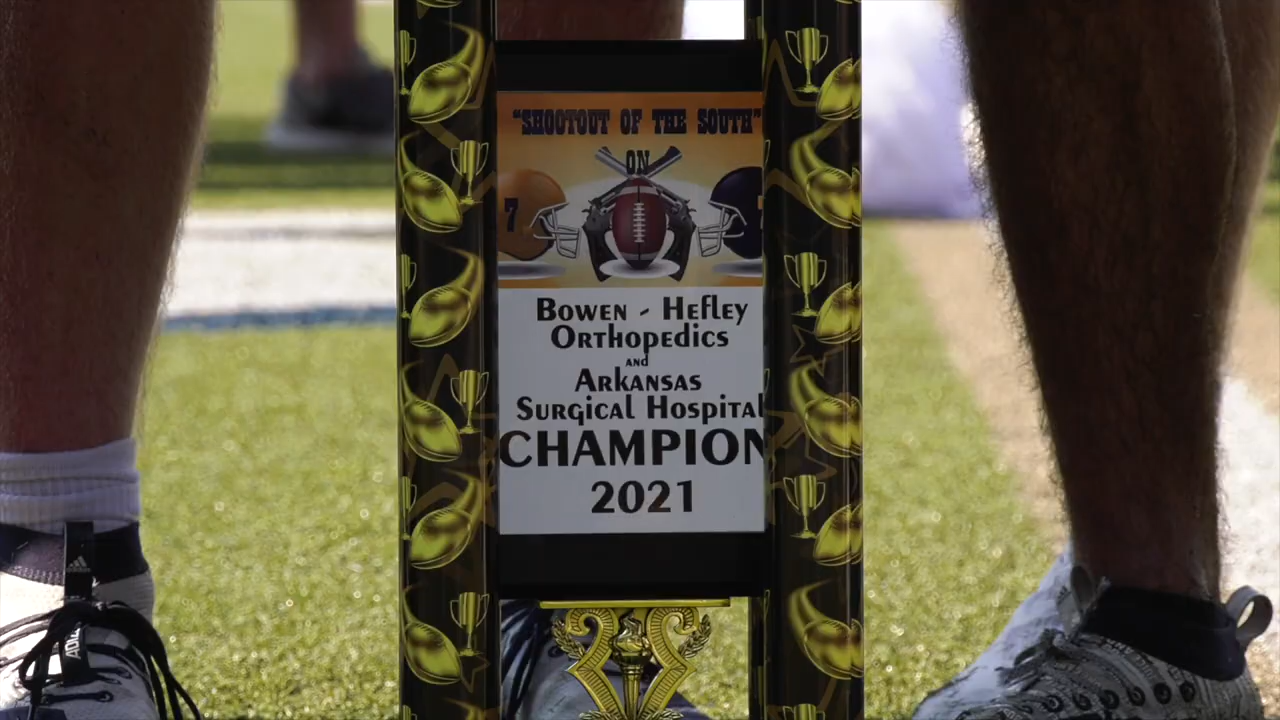 "SHOOTOUT OF THE SOUTH"
ON
7
BOWEN - HEFLEY
ORTHOPEDICS
AND
ARKANSAS
SURGICAL HOSPITAL
CHAMPION
2021